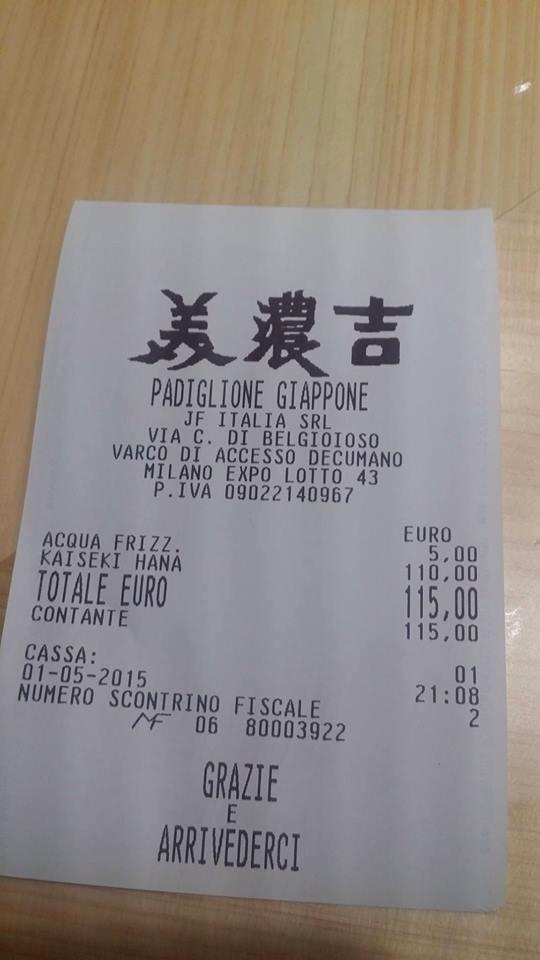 美濃吉
PADIGLIONE GIAPPONE
JF ITALIA SRL
VIA C. DI BELGIOIOSO
VARCO DI ACCESSO DECUMANO
MILANO EXPO LOTTO 43
P.IVA 09022140967
EURO
ACQUA FRIZZ. 5,00
KAISEKI HANA 110,00
TOTALE EURO 115,00
CONTANTE 115,00
CASSA: 01
01-05-2015 21:08
NUMERO SCONTRINO FISCALE 2
MF 06 80003922
GRAZIE
E
ARRIVEDERCI